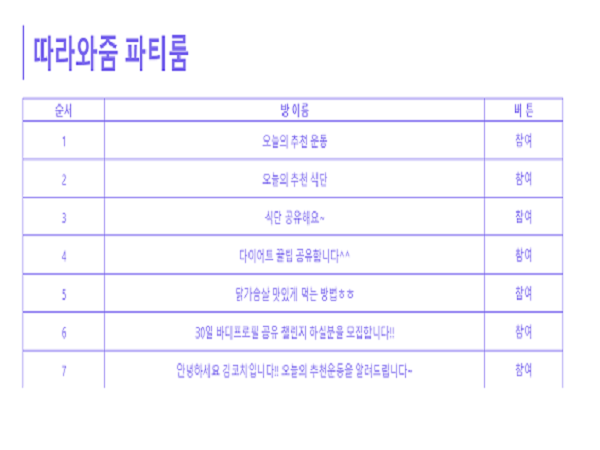 따라와줌 파티룸
순서 방 이름 버튼
1 오늘의 추천 운동 참여
2 오늘의 추천 식단 참여
3 식단 공유해요~ 참여
4 다이어트 꿀팁 공유합니다^^ 참여
5 닭가슴살 맛있게 먹는 방법ㅎㅎ 참여
6 30일 바디프로필 공유 챌린지 하실분을 모집합니다!! 참여
7 안녕하세요 김코치입니다!! 오늘의 추천운동을 알려드립니다~ 참여